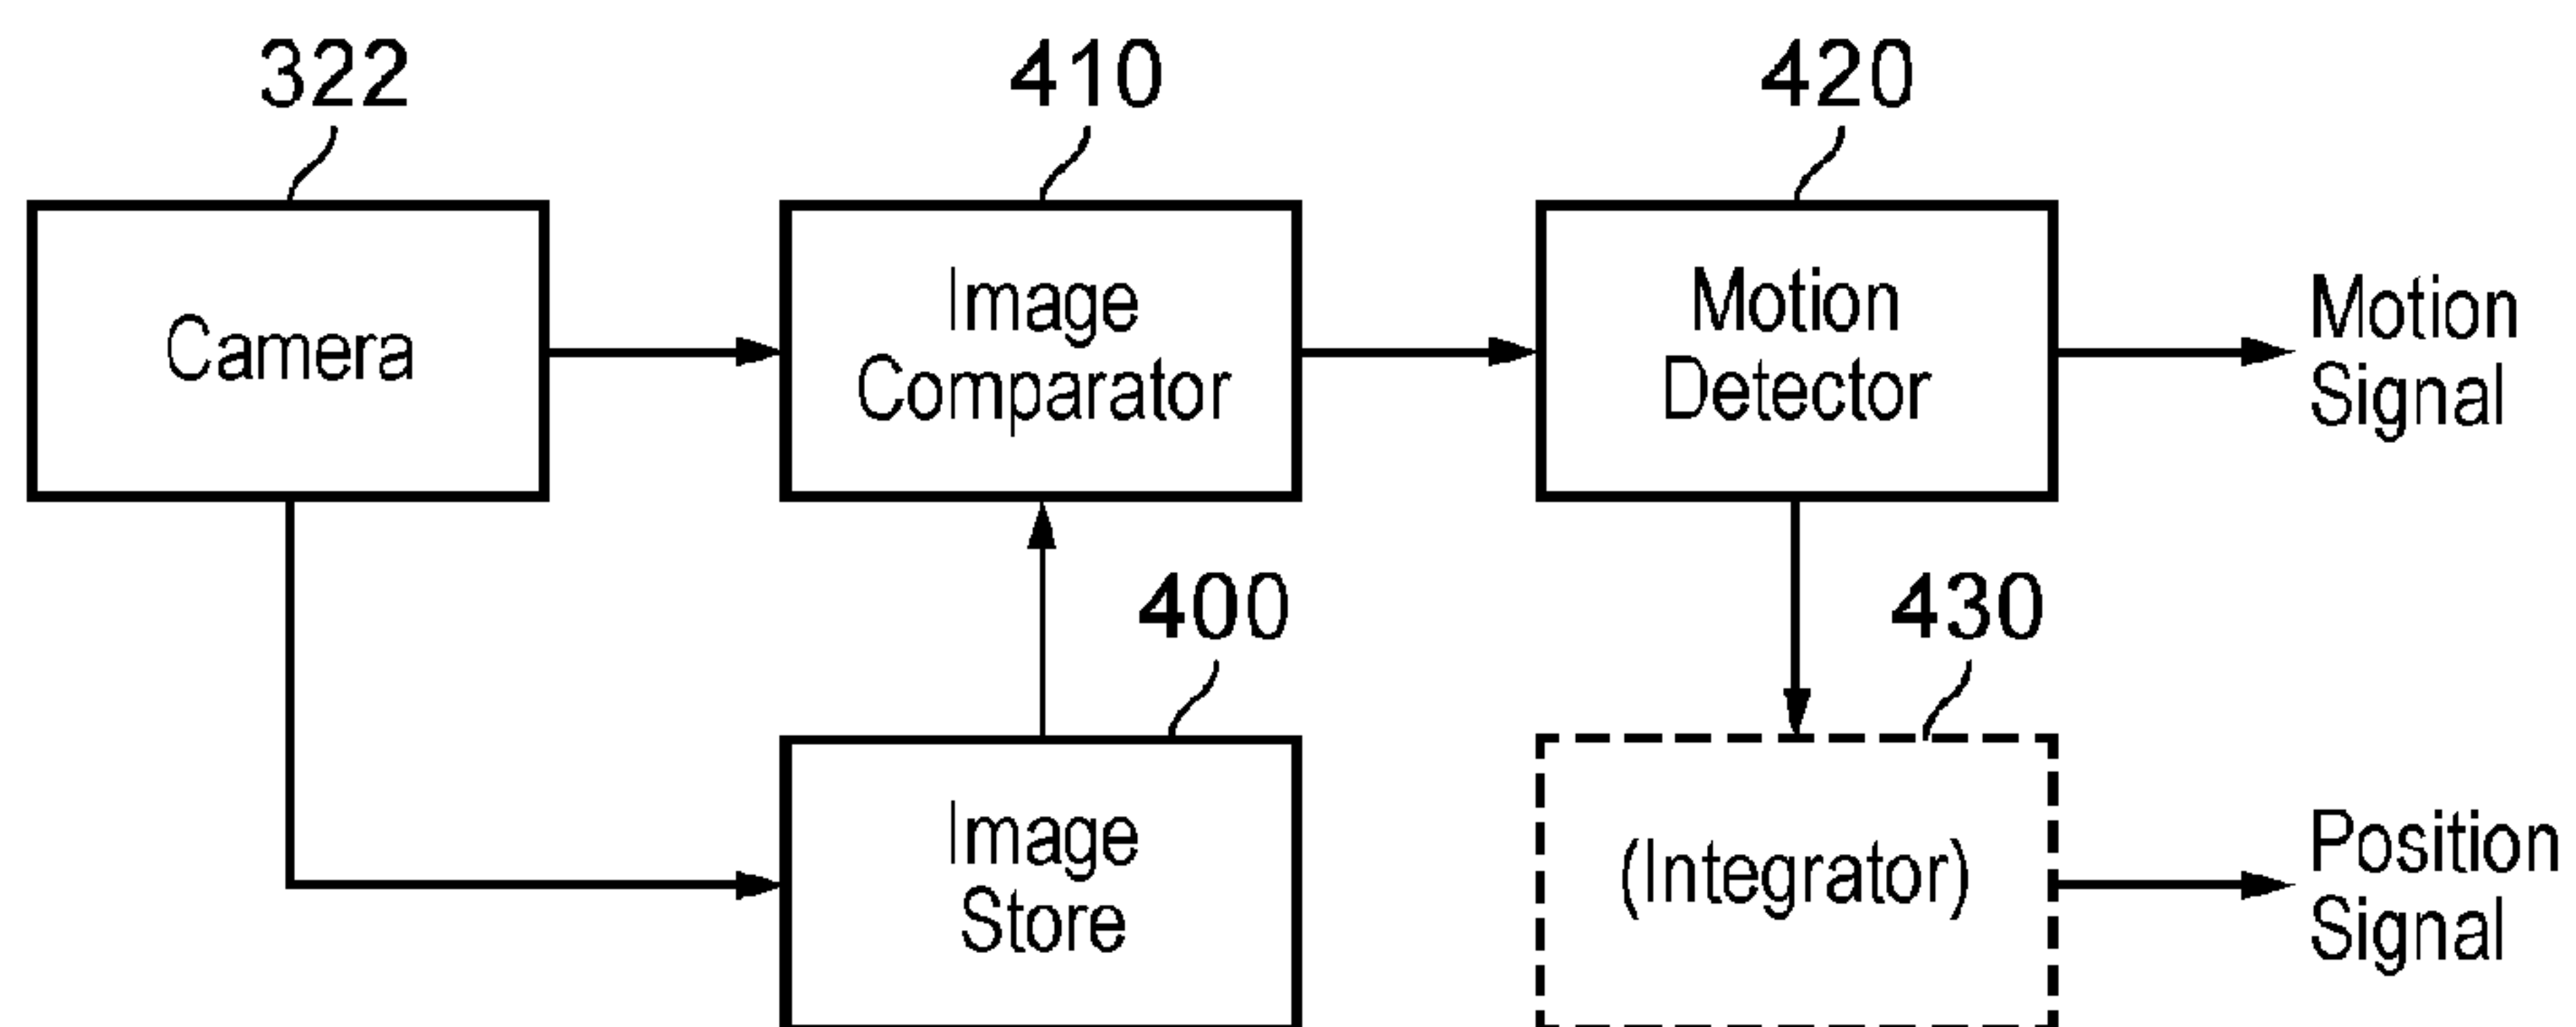 322
410
420
Camera
Image
Comparator
Motion
Detector
Motion
Signal
400
430
Image
Store
(Integrator)
Position
Signal